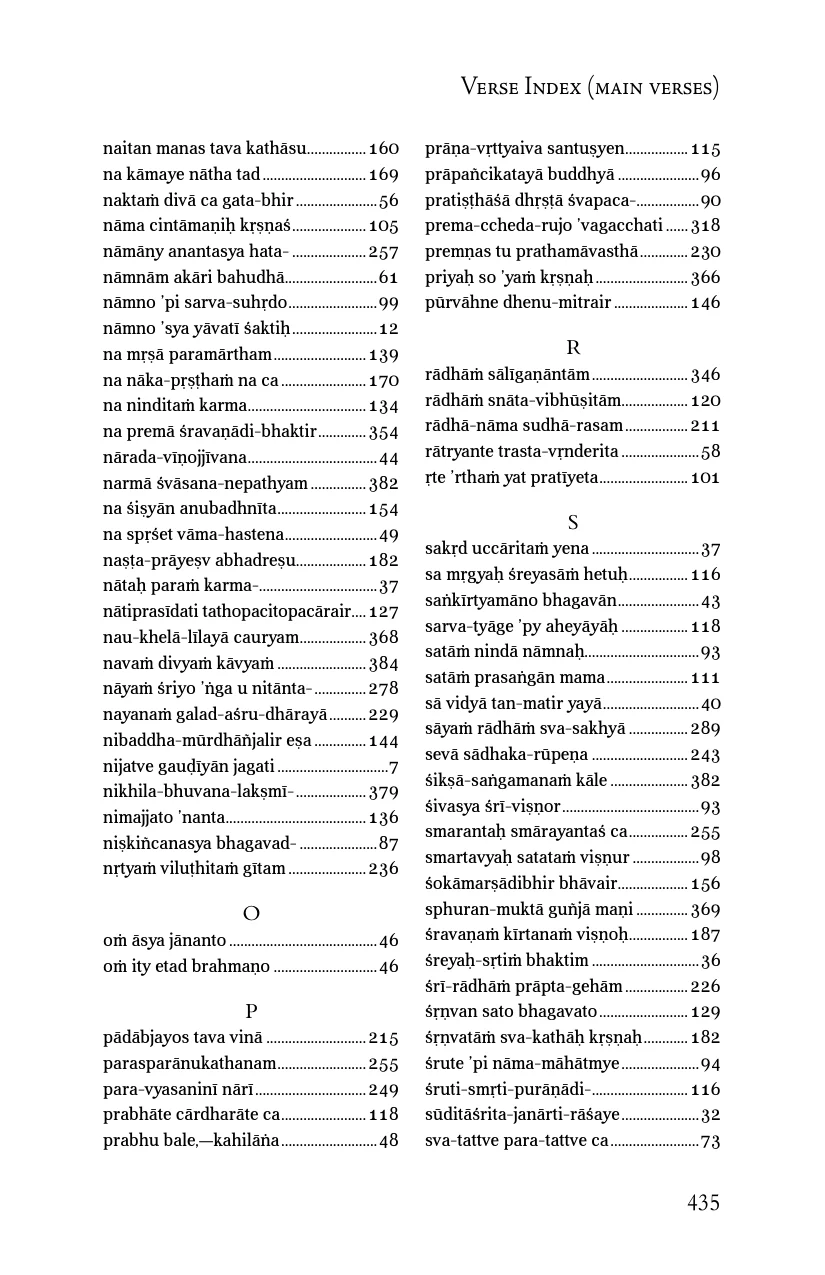 Verse Index (main verses)
naitan manas tava kathāsu................ 160
na kāmaye nātha tad............................ 169
naktaṁ divā ca gata-bhir ...................... 56
nāma cintāmaṇiḥ kṛṣṇaś.................... 105
nāmāny anantasya hata- .................... 257
nāmnām akāri bahudhā......................... 61
nāmno ’pi sarva-suhṛdo........................ 99
nāmno ’sya yāvatī śaktiḥ....................... 12
na mṛṣā paramārtham......................... 139
na nāka-pṛṣṭhaṁ na ca ....................... 170
na ninditaṁ karma................................ 134
na premā śravaṇādi-bhaktir............. 354
nārada-vīṇojjīvana................................... 44
narmā śvāsana-nepathyam ............... 382
na śiṣyān anubadhnīta........................ 154
na spṛśet vāma-hastena......................... 49
naṣṭa-prāyeṣv abhadreṣu................... 182
nātaḥ paraṁ karma-................................ 37
nātiprasīdati tathopacitopacārair.... 127
nau-khelā-līlayā cauryam.................. 368
navaṁ divyaṁ kāvyaṁ ........................ 384
nāyaṁ śriyo ’ṅga u nitānta- .............. 278
nayanaṁ galad-aśru-dhārayā.......... 229
nibaddha-mūrdhāñjalir eṣa .............. 144
nijatve gauḍīyān jagati .............................. 7
nikhila-bhuvana-lakṣmī- ................... 379
nimajjato ’nanta...................................... 136
niṣkiñcanasya bhagavad- ..................... 87
nṛtyaṁ viluṭhitaṁ gītam ..................... 236
O
oṁ āsya jānanto ........................................ 46
oṁ ity etad brahmaṇo ............................ 46
P
pādābjayos tava vinā ........................... 215
parasparānukathanam........................ 255
para-vyasaninī nārī.............................. 249
prabhāte cārdharāte ca....................... 118
prabhu bale,—kahilāṅa .......................... 48
prāṇa-vṛttyaiva santuṣyen................. 115
prāpañcikatayā buddhyā ...................... 96
pratiṣṭhāśā dhṛṣṭā śvapaca-................. 90
prema-ccheda-rujo ’vagacchati ...... 318
premṇas tu prathamāvasthā............. 230
priyaḥ so ’yaṁ kṛṣṇaḥ ......................... 366
pūrvāhne dhenu-mitrair .................... 146
R
rādhāṁ sālīgaṇāntām.......................... 346
rādhāṁ snāta-vibhūṣitām.................. 120
rādhā-nāma sudhā-rasam................. 211
rātryante trasta-vṛnderita ..................... 58
ṛte ’rthaṁ yat pratīyeta........................ 101
S
sakṛd uccāritaṁ yena ............................. 37
sa mṛgyaḥ śreyasāṁ hetuḥ................ 116
saṅkīrtyamāno bhagavān...................... 43
sarva-tyāge ’py aheyāyāḥ .................. 118
satāṁ nindā nāmnaḥ............................... 93
satāṁ prasaṅgān mama...................... 111
sā vidyā tan-matir yayā.......................... 40
sāyaṁ rādhāṁ sva-sakhyā ................ 289
sevā sādhaka-rūpeṇa .......................... 243
śikṣā-saṅgamanaṁ kāle ..................... 382
śivasya śrī-viṣṇor..................................... 93
smarantaḥ smārayantaś ca................ 255
smartavyaḥ satataṁ viṣṇur .................. 98
śokāmarṣādibhir bhāvair................... 156
sphuran-muktā guñjā maṇi .............. 369
śravaṇaṁ kīrtanaṁ viṣṇoḥ................ 187
śreyaḥ-sṛtiṁ bhaktim ............................. 36
śrī-rādhāṁ prāpta-gehām ................. 226
śṛṇvan sato bhagavato........................ 129
śṛṇvatāṁ sva-kathāḥ kṛṣṇaḥ............ 182
śrute ’pi nāma-māhātmye..................... 94
śruti-smṛti-purāṇādi-.......................... 116
sūditāśrita-janārti-rāśaye..................... 32
sva-tattve para-tattve ca........................ 73
435